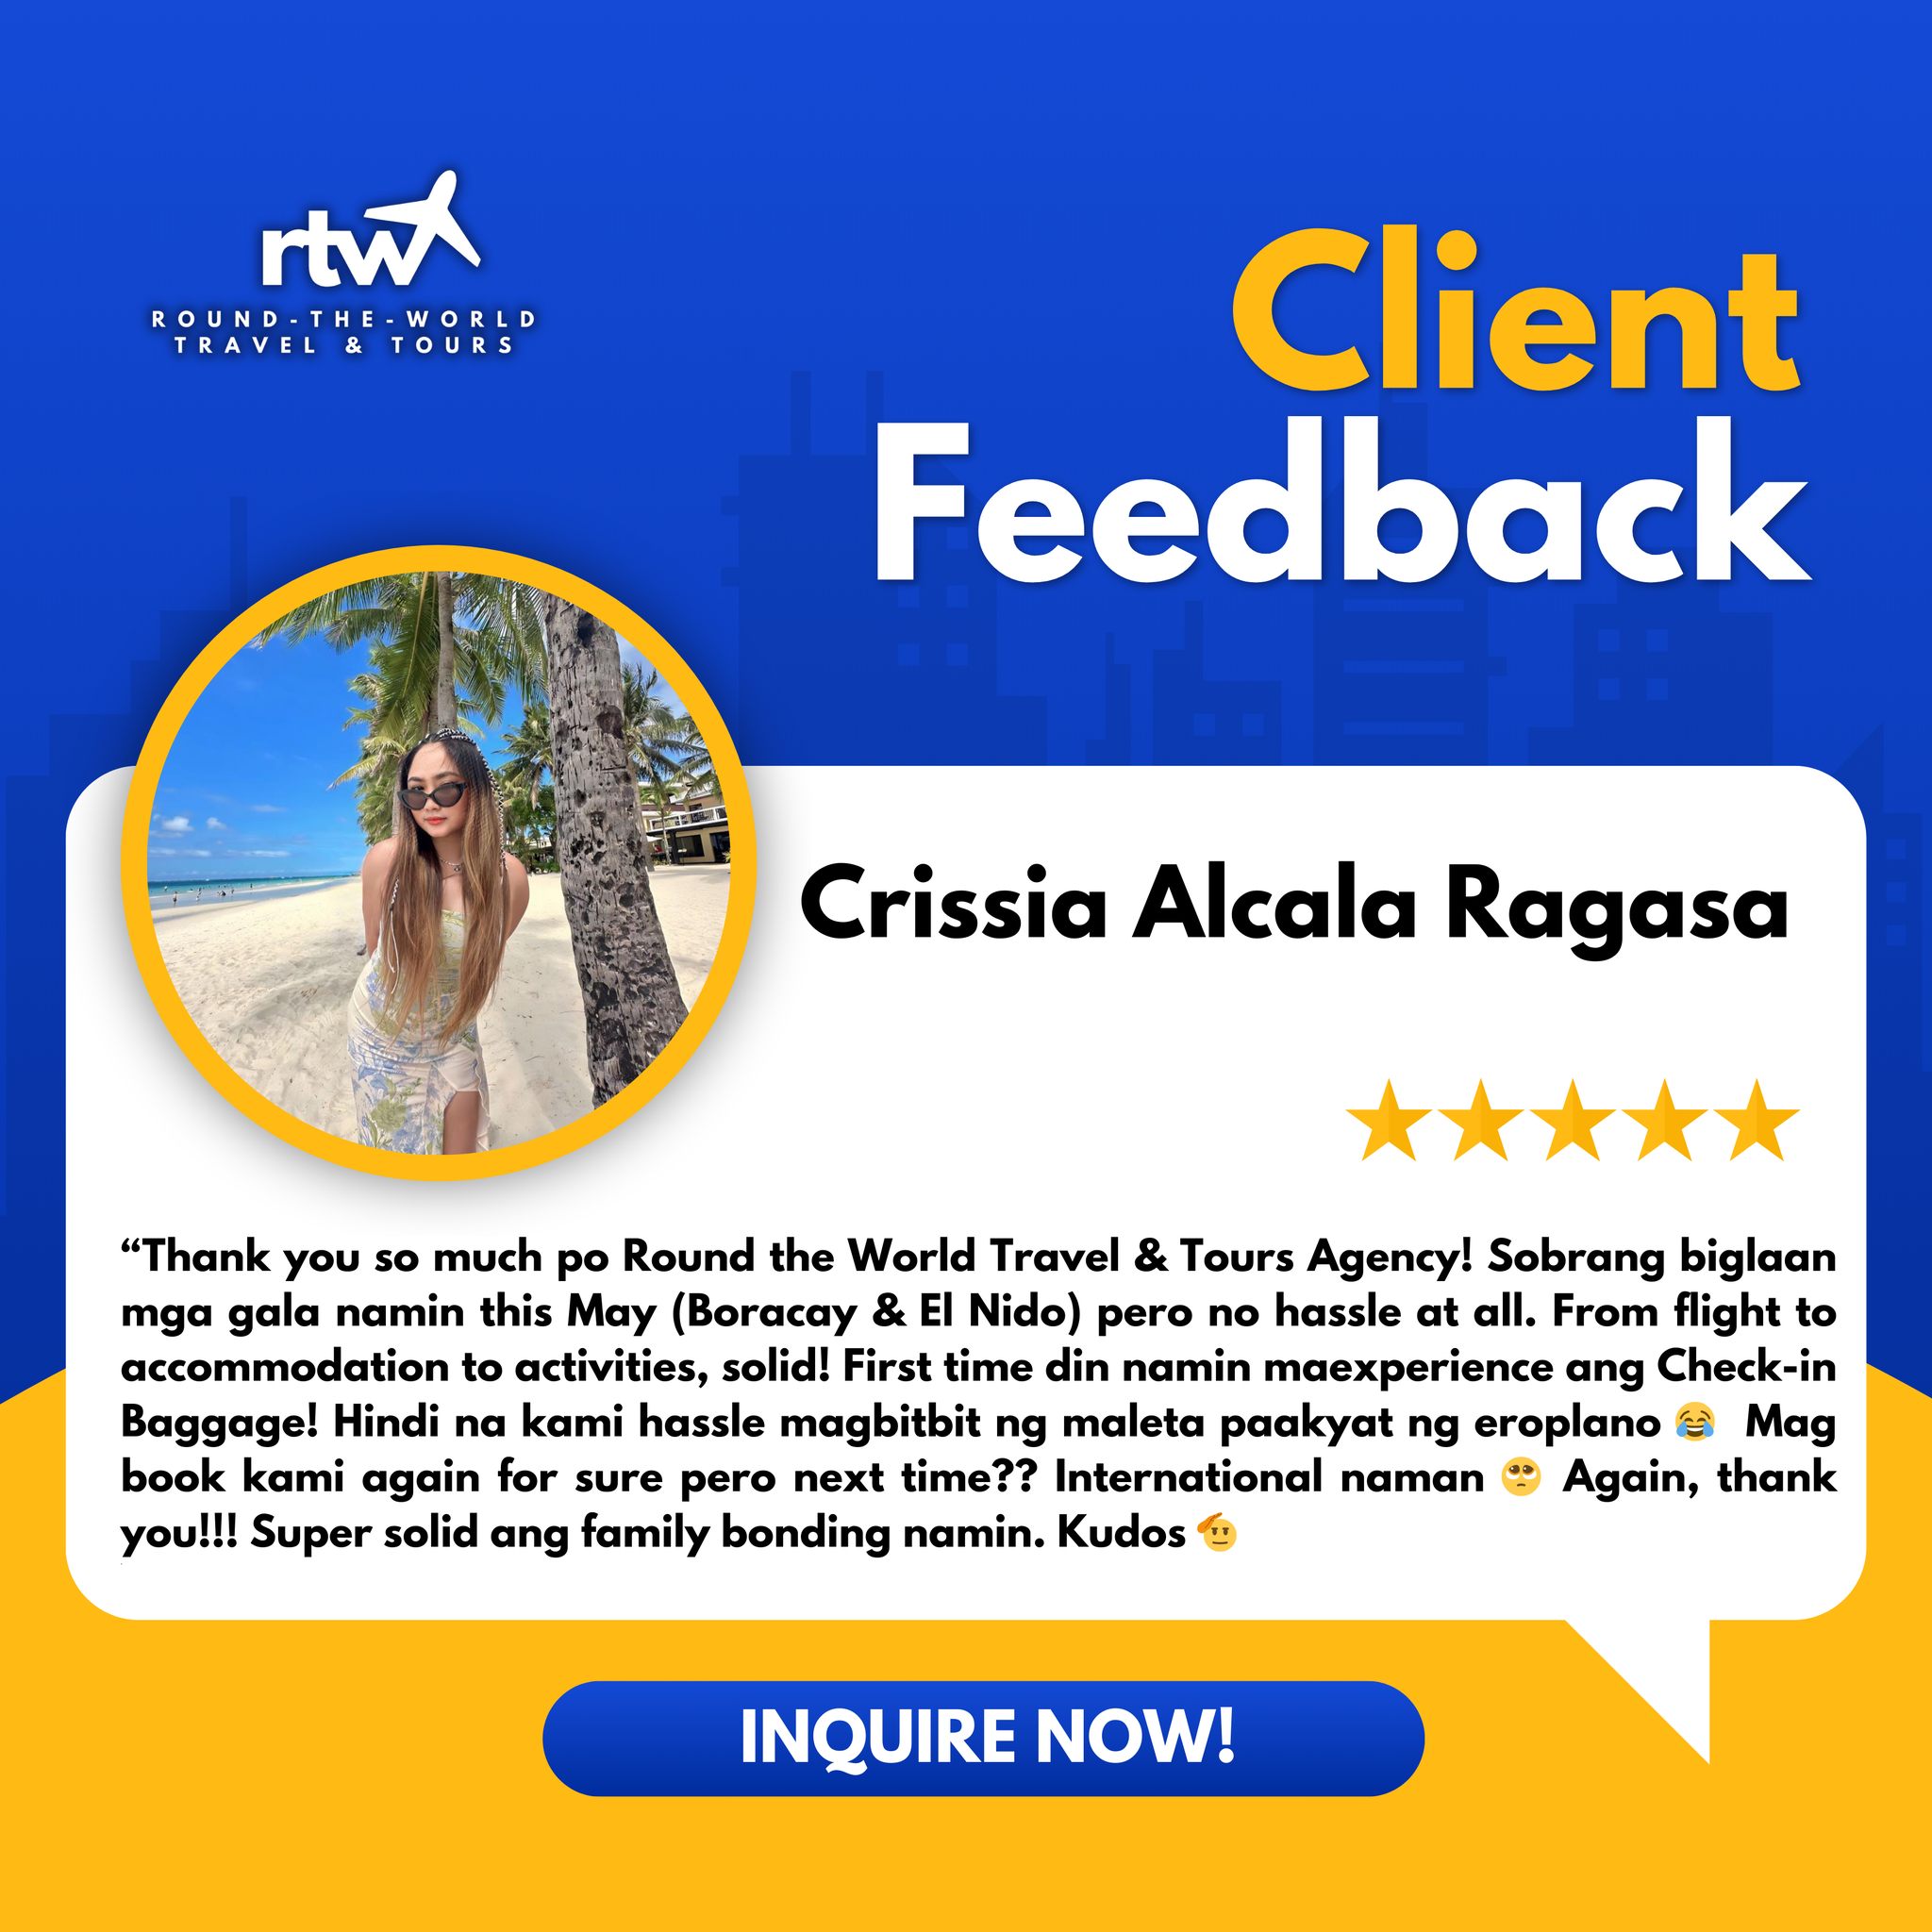 rtw
ROUND-THE-WORLD
TRAVEL & TOURS
Client
Feedback
Crissia Alcala Ragasa
“Thank you so much po Round the World Travel & Tours Agency! Sobrang biglaan
mga gala namin this May (Boracay & El Nido) pero no hassle at all. From flight to
accommodation to activities, solid! First time din namin maexperience ang Check-in
Baggage! Hindi na kami hassle magbitbit ng maleta paakyat ng eroplano 😂 Mag
book kami again for sure pero next time?? International naman 🥺 Again, thank
you!!! Super solid ang family bonding namin. Kudos 🫡
INQUIRE NOW!